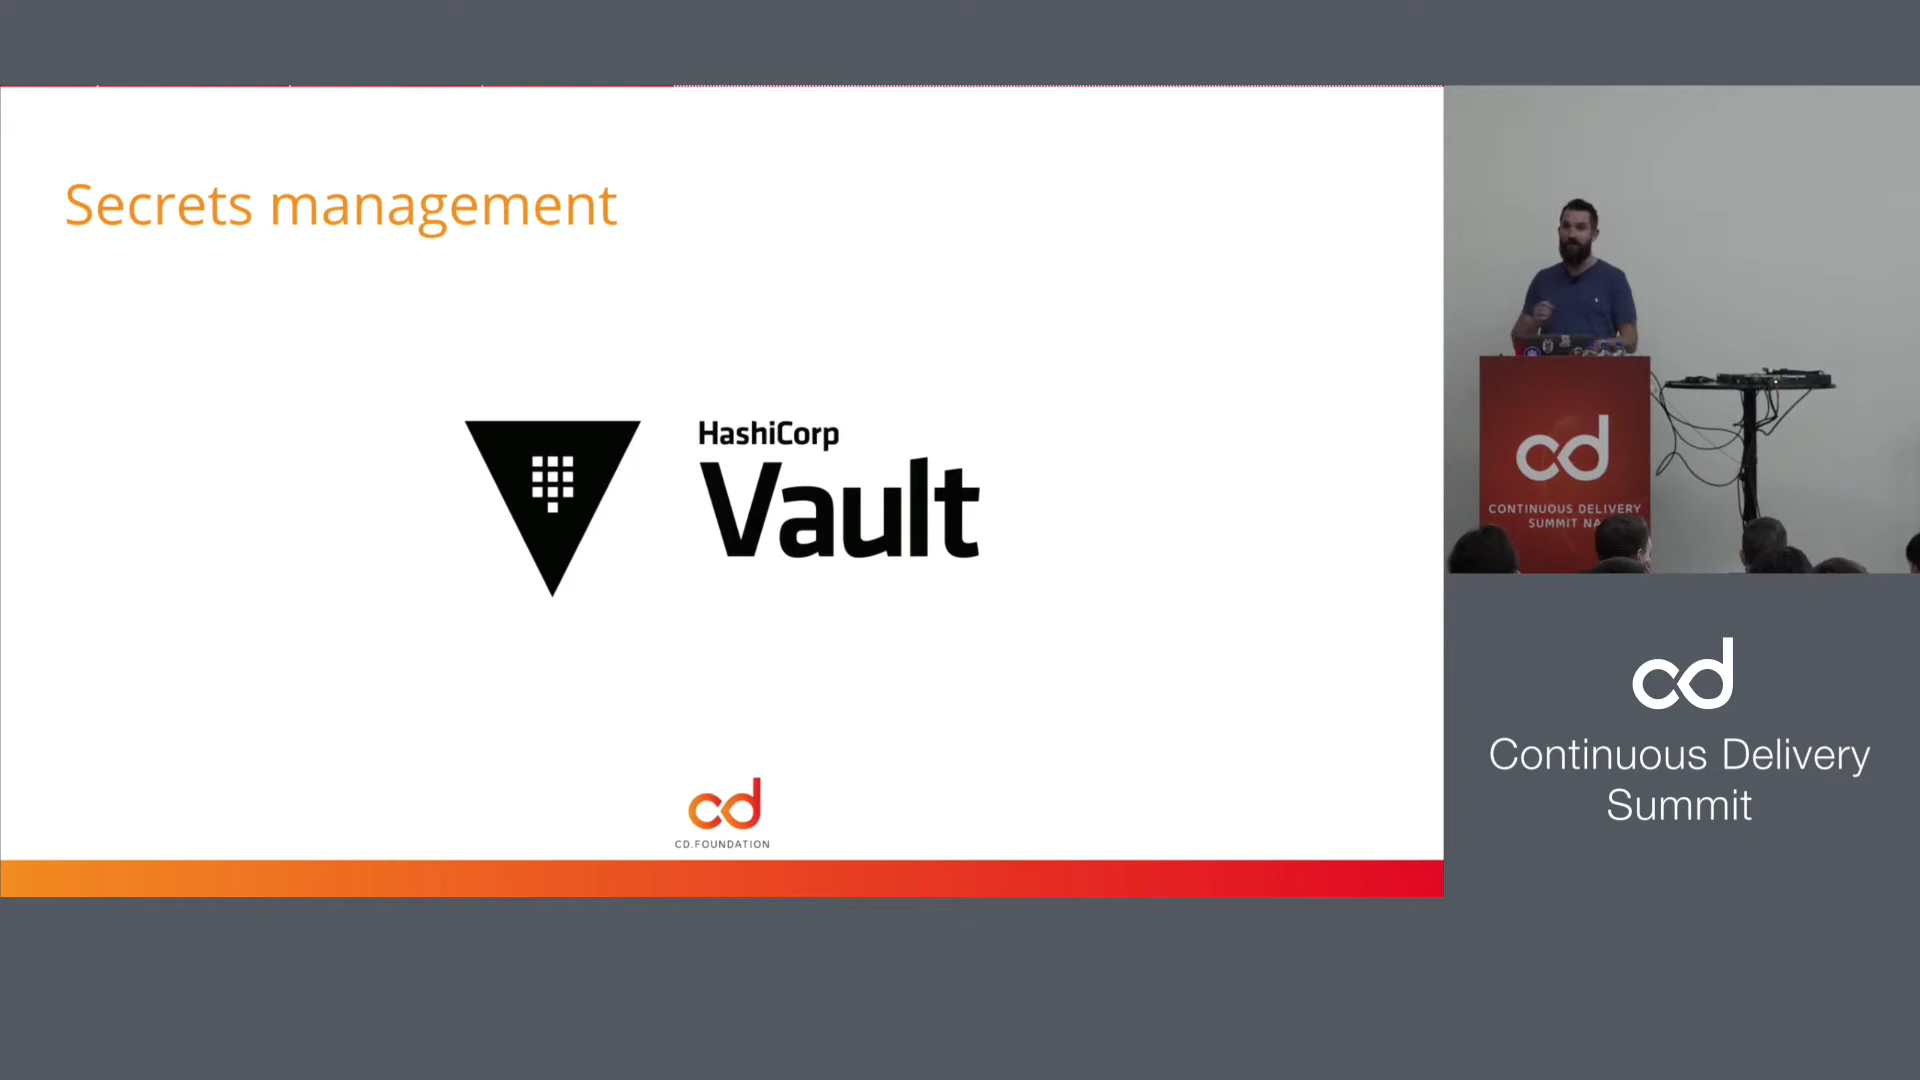 Secrets management
HashiCorp
Vault
cd
CD.FOUNDATION
cd
CONTINUOUS DELIVERY
SUMMIT NA
cd
Continuous Delivery
Summit